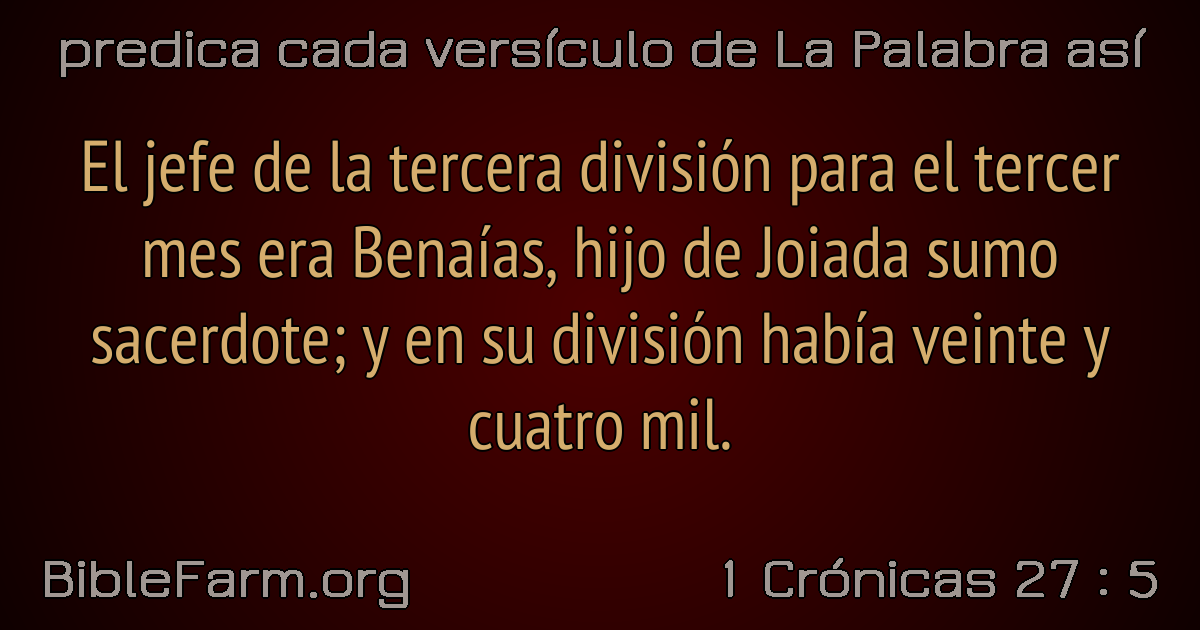 predica cada versículo de La Palabra así
El jefe de la tercera división para el tercer
mes era Benaías, hijo de Joiada sumo
sacerdote; y en su división había veinte y
cuatro mil.
BibleFarm.org
1 Crónicas 27 : 5